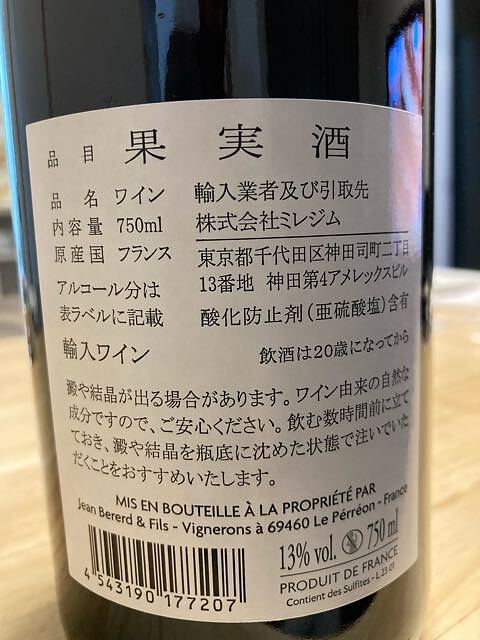 品目 果実酒
品名 ワイン 輸入業者及び引取先
内容量 750ml 株式会社ミレジム
原産国 フランス 東京都千代田区神田司町二丁目
アルコール分は 13番地 神田第4アメレックスビル
表ラベルに記載 酸化防止剤(亜硫酸塩)含有
輸入ワイン 飲酒は20歳になってから
澱や結晶が出る場合があります。ワイン由来の自然な
成分ですので、ご安心ください。飲む数時間前に立て
ておき、澱や結晶を瓶底に沈めた状態で注いでいた
だくことをおすすめいたします。
MIS EN BOUTEILLE À LA PROPRIÉTÉ PAR
Jean Bererd & Fils - Vignerons à 69460 Le Pérréon - France
13% vol. 750 ml
PRODUIT DE FRANCE
Contient des Sulfites - L 23 01
4 543190 177207